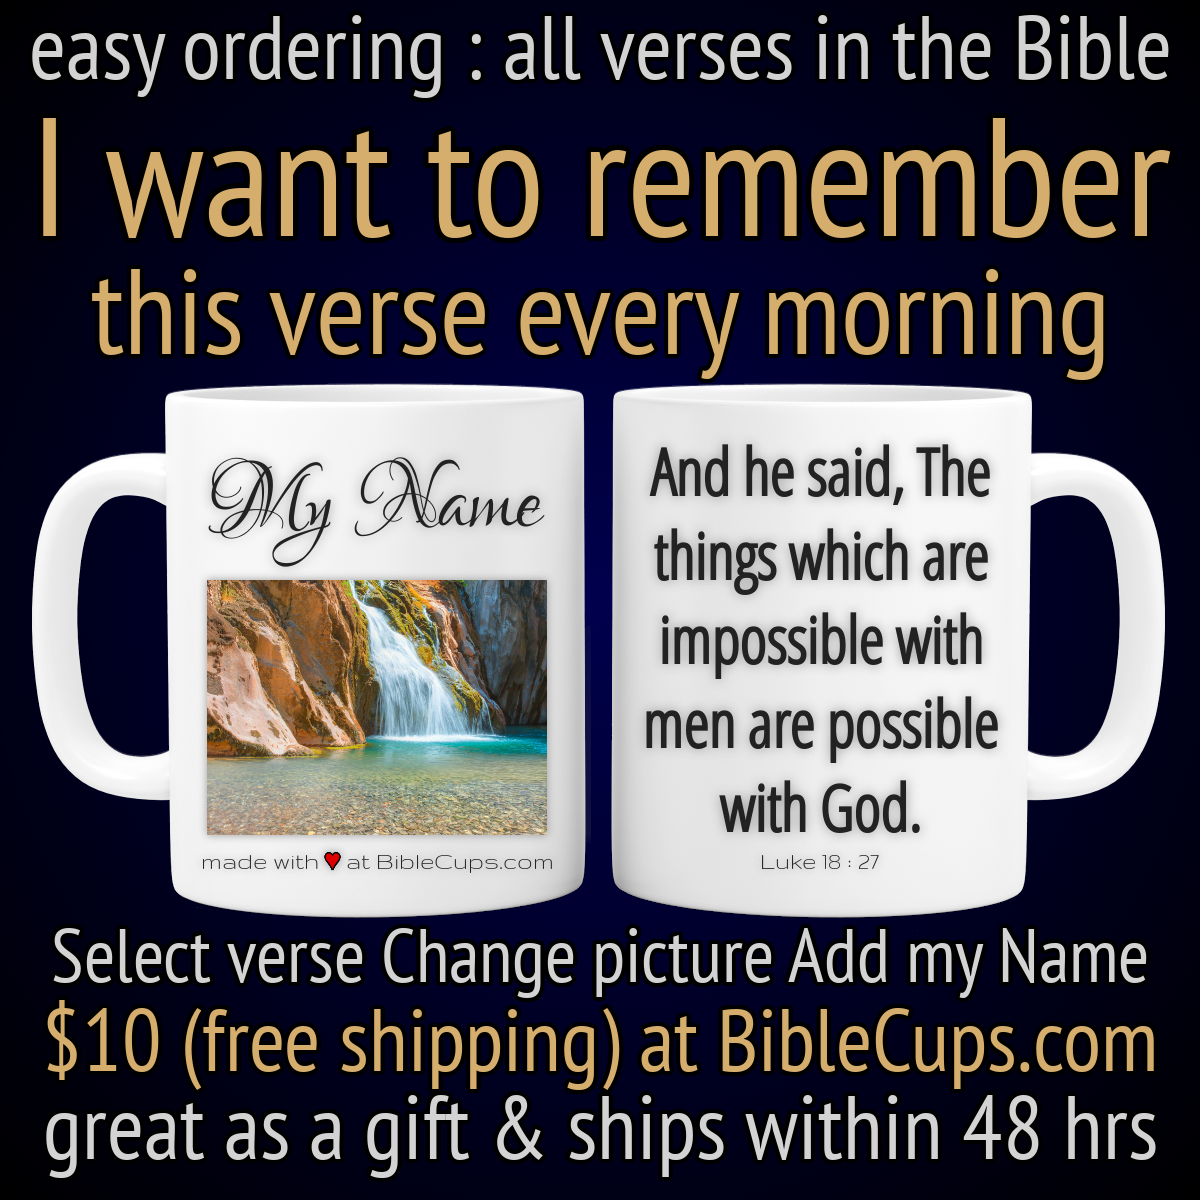 easy ordering : all verses in the Bible
I want to remember
this verse every morning
My Name
made with ❤ at BibleCups.com
And he said, The
things which are
impossible with
men are possible
with God.
Luke 18 : 27
Select verse Change picture Add my Name
$10 (free shipping) at BibleCups.com
great as a gift & ships within 48 hrs